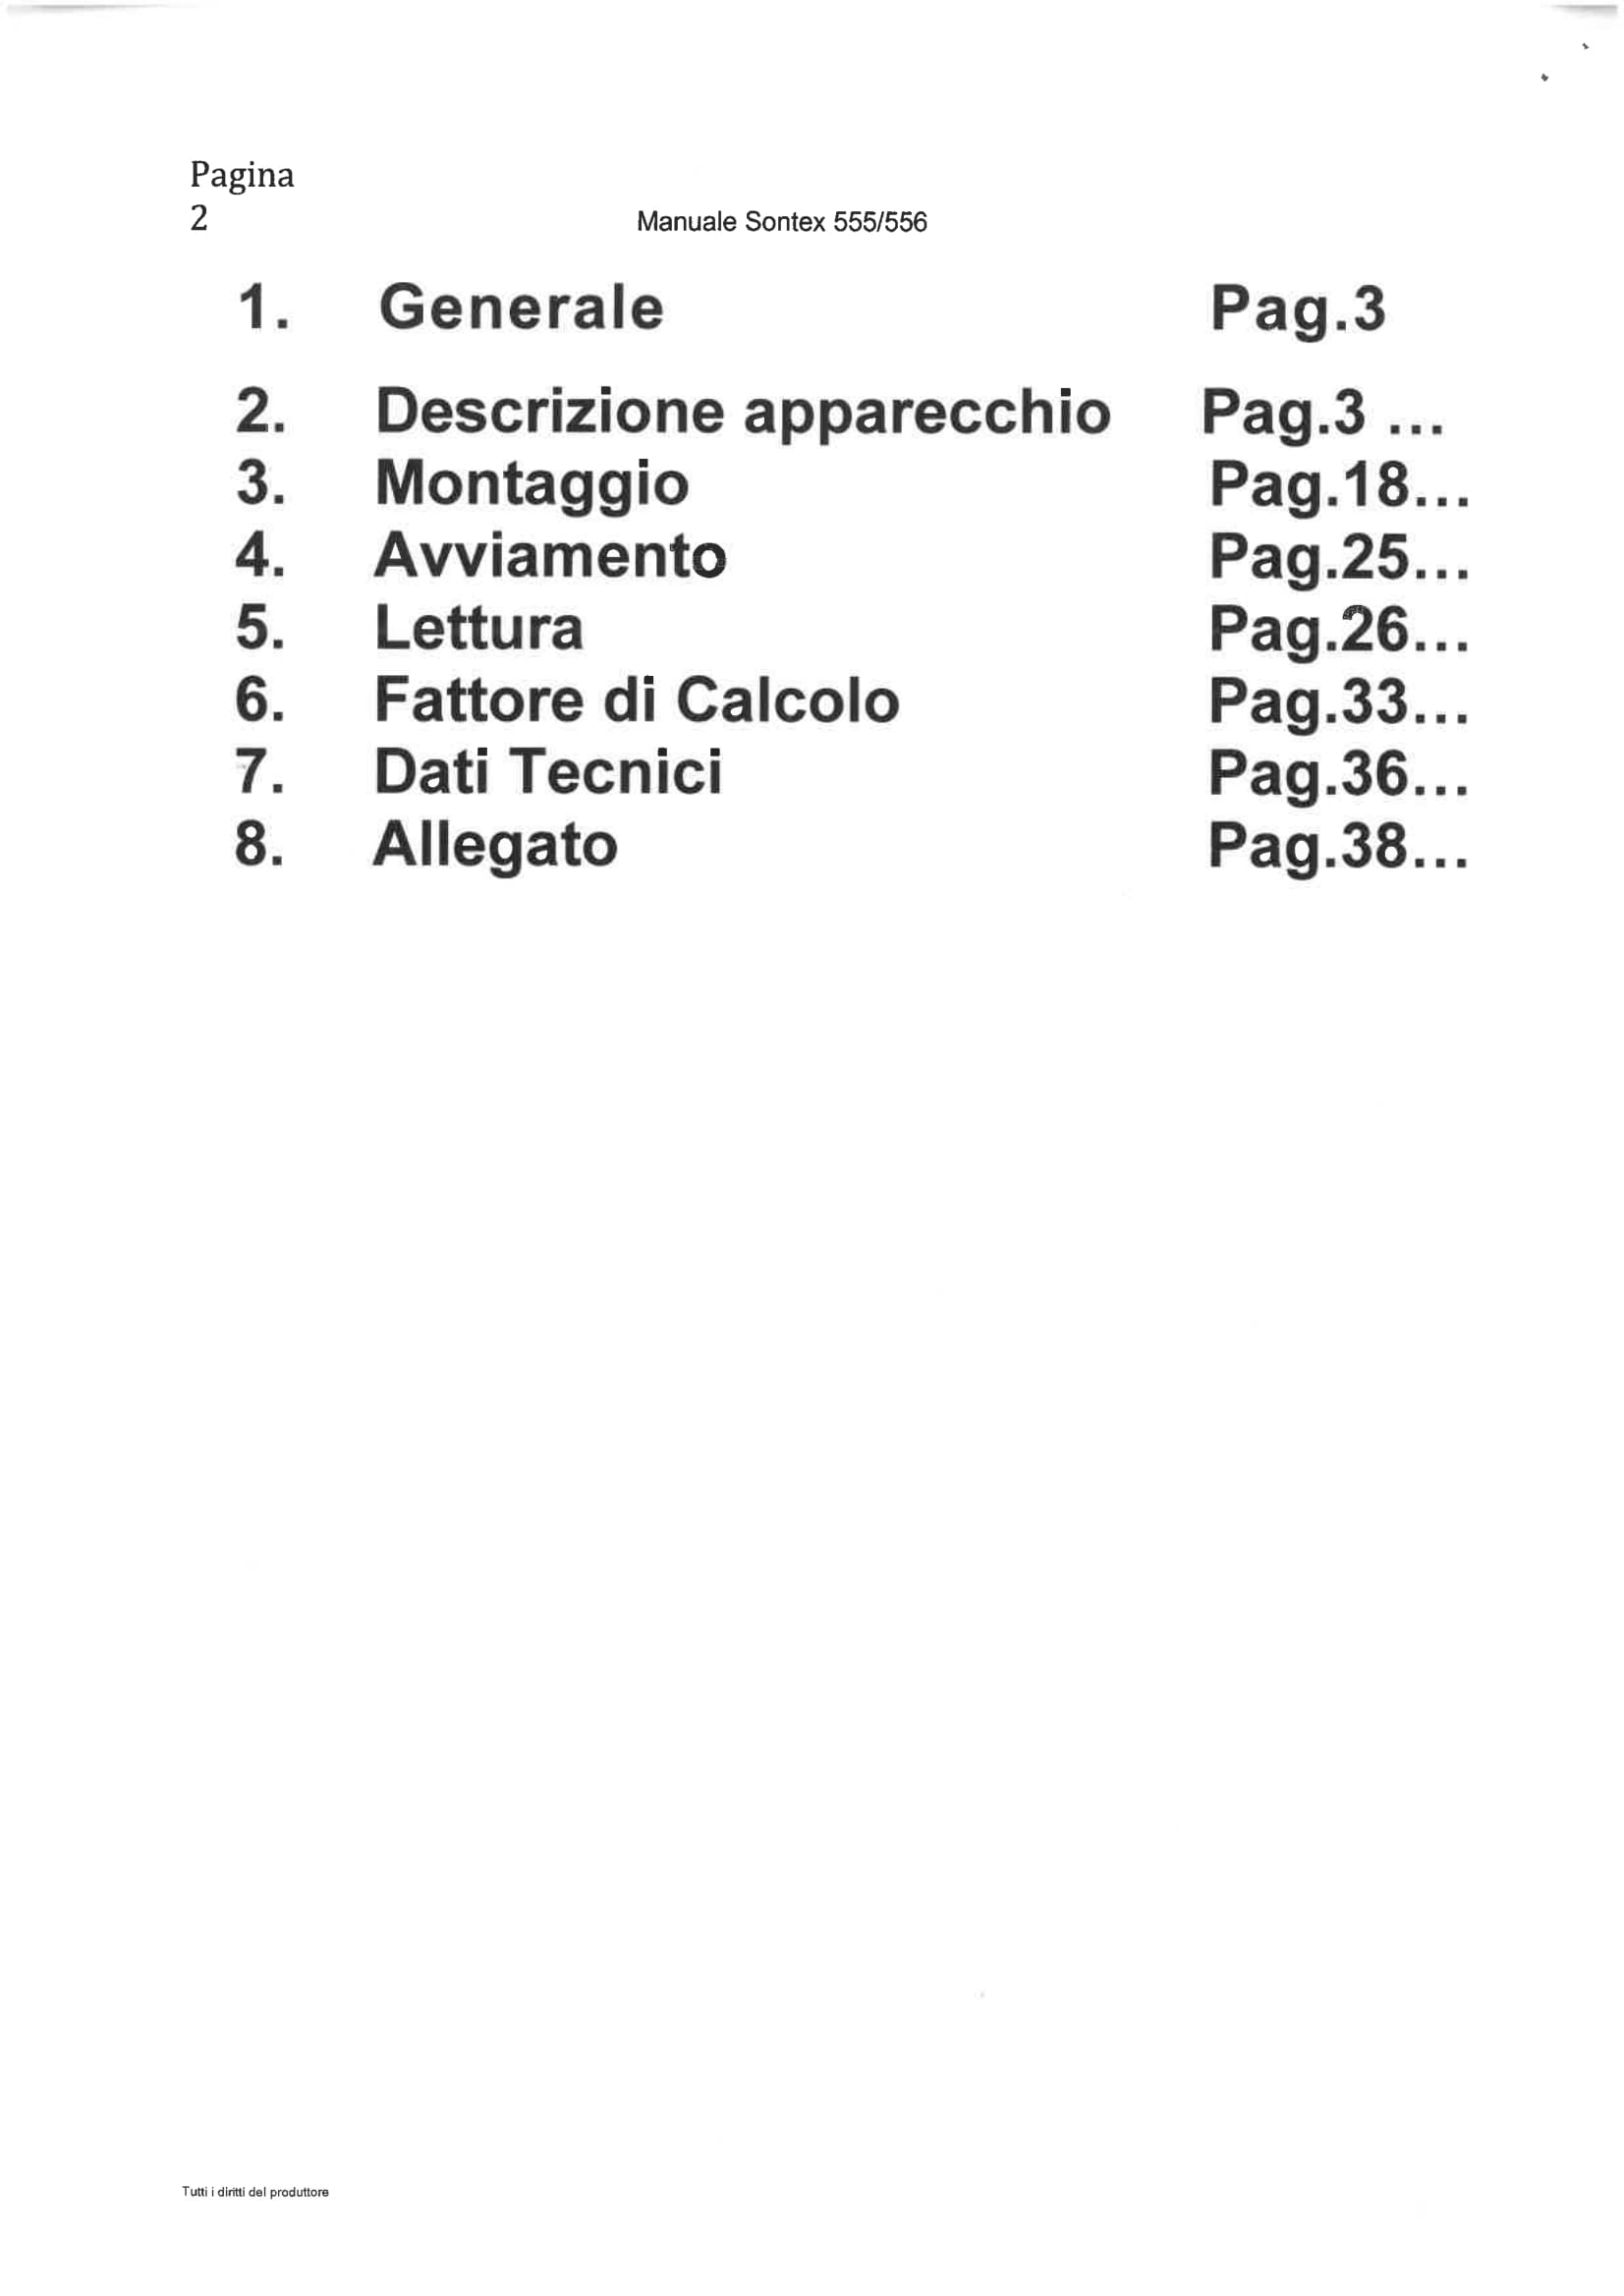 Pagina
2
Manuale Sontex 555/556
1. Generale Pag.3
2. Descrizione apparecchio Pag.3 ...
3. Montaggio Pag.18...
4. Avviamento Pag.25...
5. Lettura Pag.26...
6. Fattore di Calcolo Pag.33...
7. Dati Tecnici Pag.36...
8. Allegato Pag.38...
Tutti i diritti del produttore